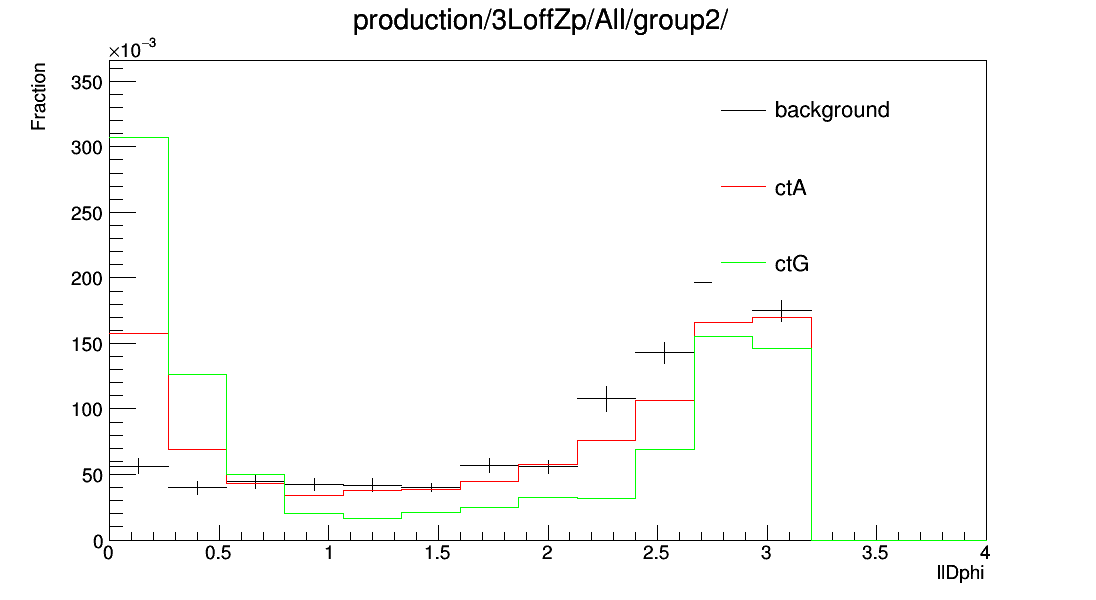 production/3LoffZp/All/group2/
×10⁻³
Fraction
350
300
250
200
150
100
50
0
background
ctA
ctG
0 0.5 1 1.5 2 2.5 3 3.5 4
llDphi